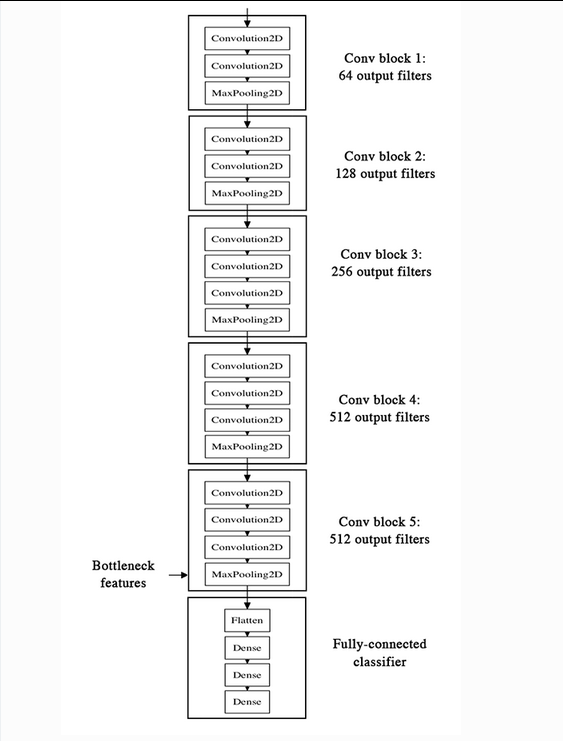 Convolution2D
Convolution2D
MaxPooling2D
Conv block 1:
64 output filters
Convolution2D
Convolution2D
MaxPooling2D
Conv block 2:
128 output filters
Convolution2D
Convolution2D
Convolution2D
MaxPooling2D
Conv block 3:
256 output filters
Convolution2D
Convolution2D
Convolution2D
MaxPooling2D
Conv block 4:
512 output filters
Convolution2D
Convolution2D
Convolution2D
MaxPooling2D
Conv block 5:
512 output filters
Bottleneck
features
Flatten
Dense
Dense
Dense
Fully-connected
classifier